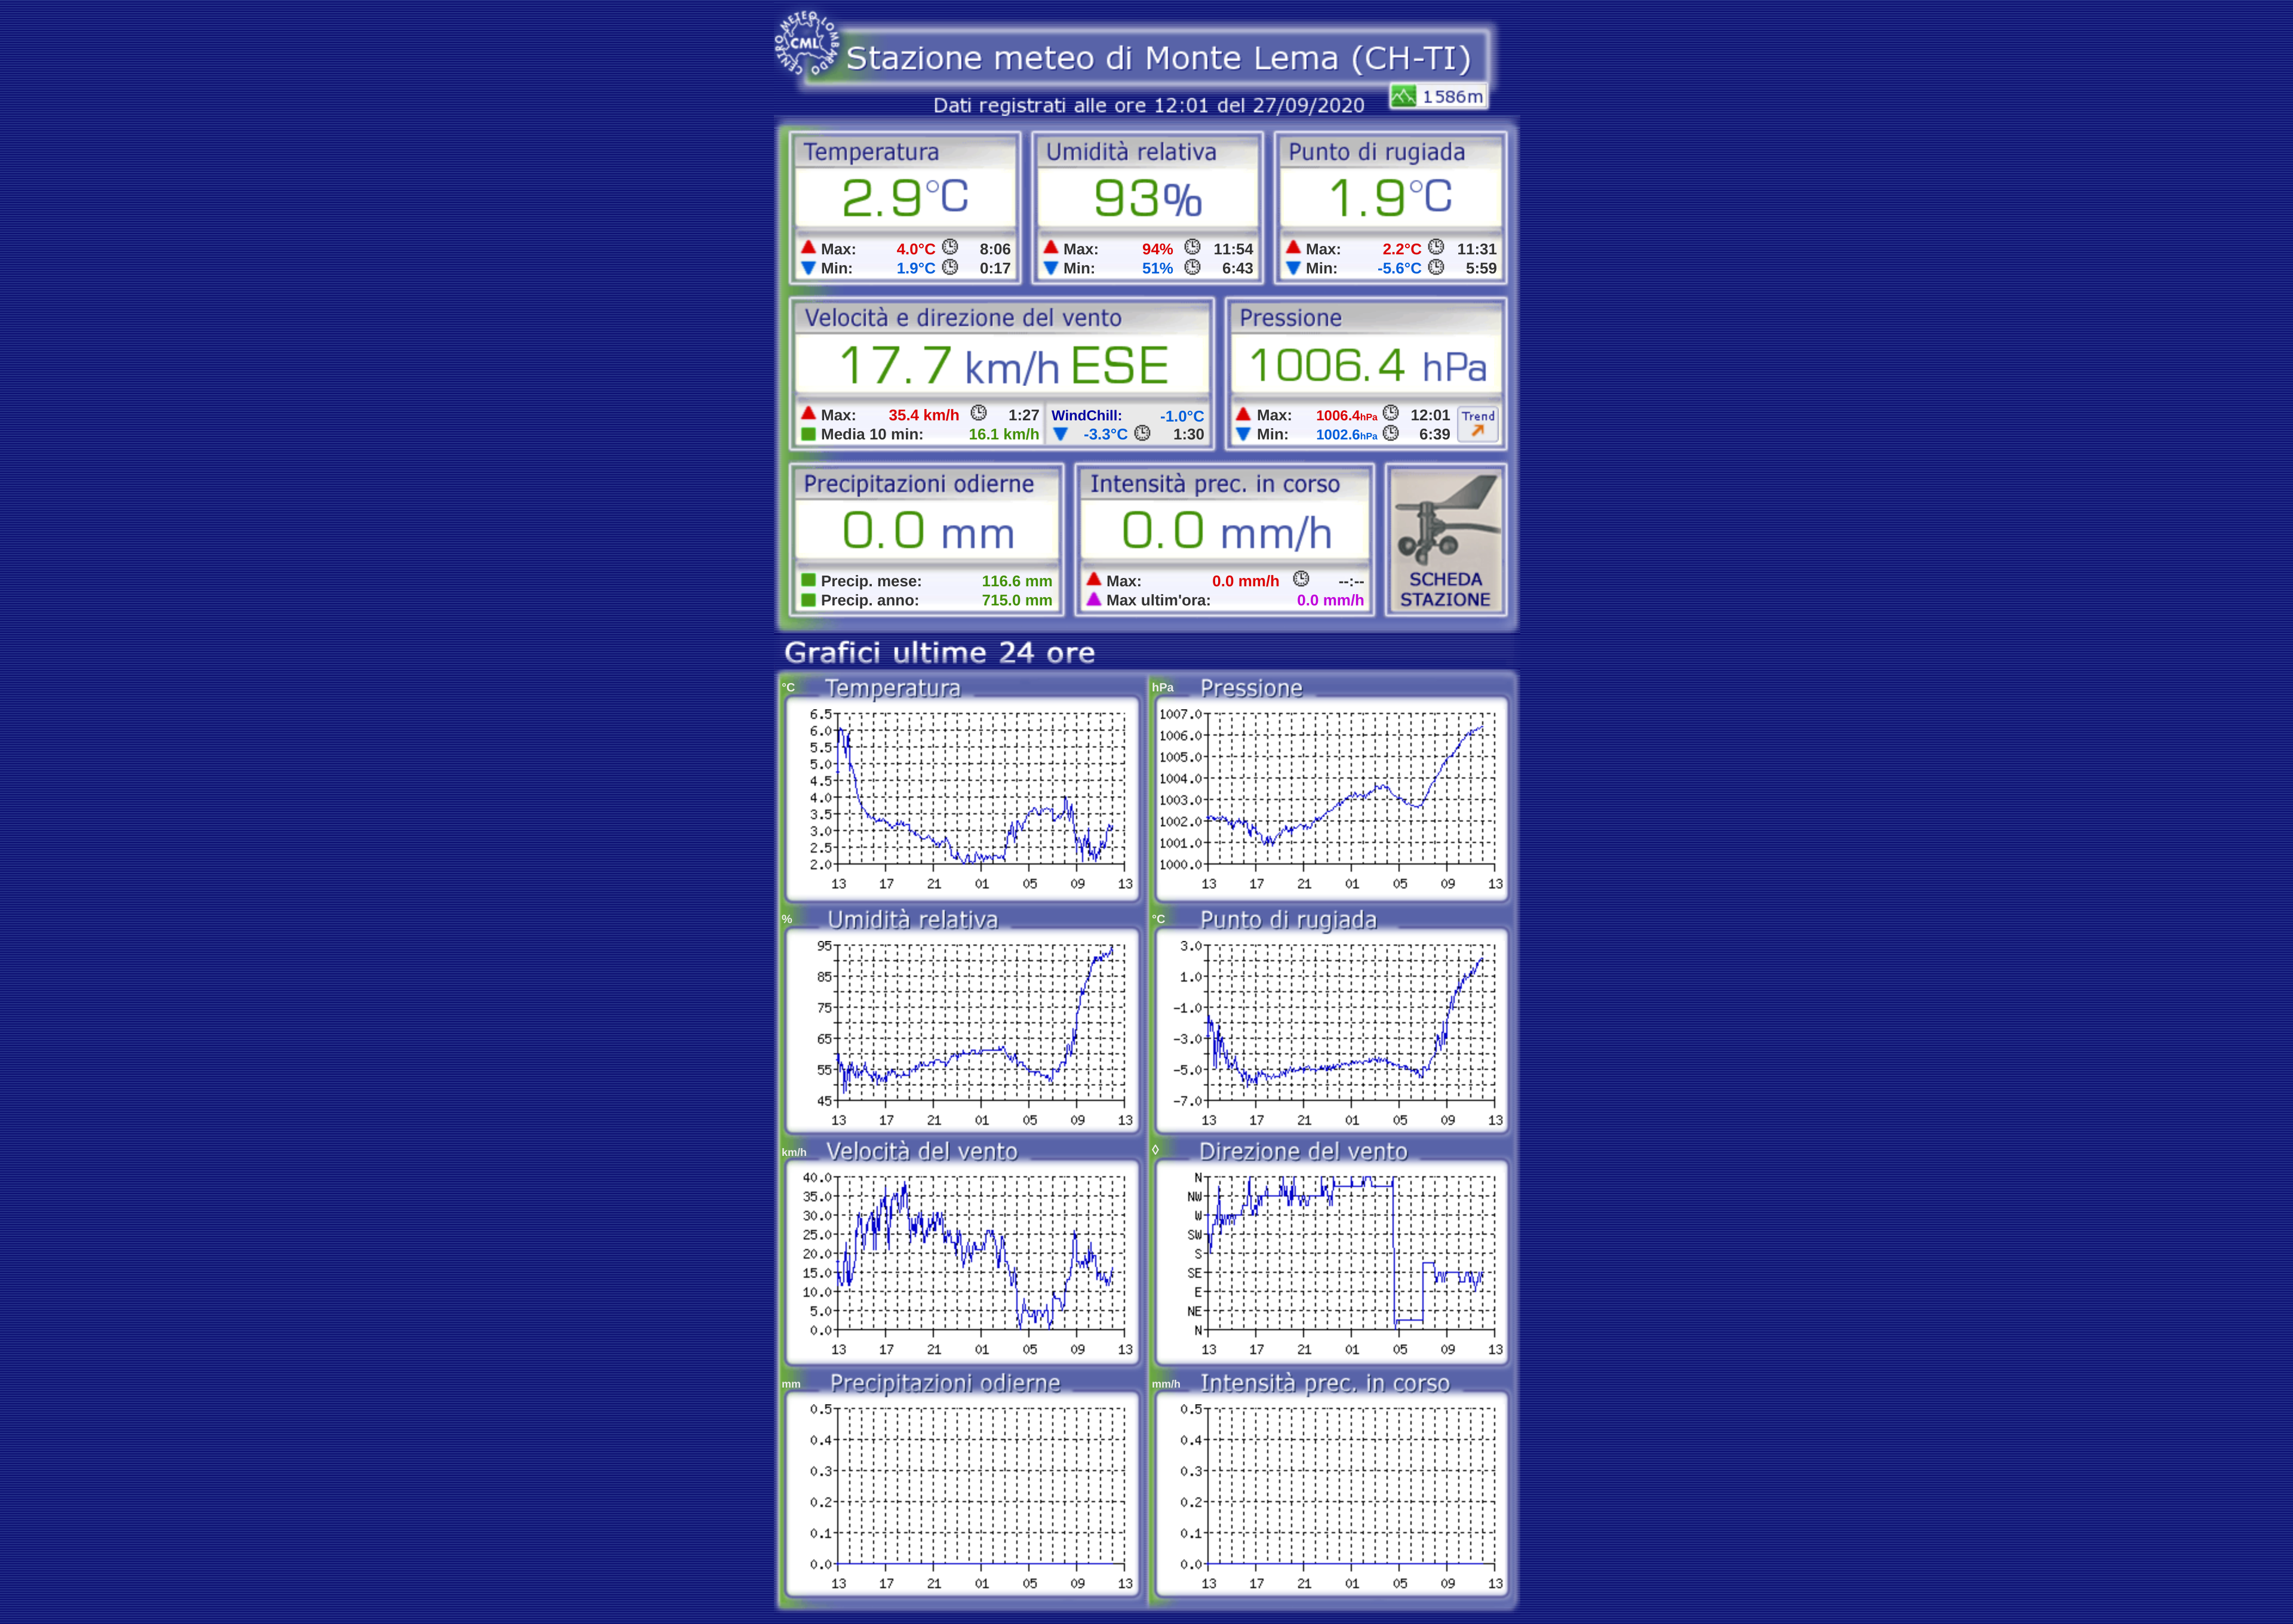 CENTRO METEO LOMBARDO
CML
Stazione meteo di Monte Lema (CH-TI)
1586m
Dati registrati alle ore 12:01 del 27/09/2020
Temperatura Umidità relativa Punto di rugiada
2.9°C 93% 1.9°C
Max: 4.0°C 8:06 Max: 94% 11:54 Max: 2.2°C 11:31
Min: 1.9°C 0:17 Min: 51% 6:43 Min: -5.6°C 5:59
Velocità e direzione del vento Pressione
17.7 km/h ESE 1006.4 hPa
Max: 35.4 km/h 1:27 WindChill: -1.0°C Max: 1006.4hPa 12:01 Trend
Media 10 min: 16.1 km/h -3.3°C 1:30 Min: 1002.6hPa 6:39
Precipitazioni odierne Intensità prec. in corso
0.0 mm 0.0 mm/h
Precip. mese: 116.6 mm Max: 0.0 mm/h --:-- SCHEDA
Precip. anno: 715.0 mm Max ultim'ora: 0.0 mm/h STAZIONE
Grafici ultime 24 ore
°C Temperatura
6.5
6.0
5.5
5.0
4.5
4.0
3.5
3.0
2.5
2.0
13 17 21 01 05 09 13
hPa Pressione
1007.0
1006.0
1005.0
1004.0
1003.0
1002.0
1001.0
1000.0
13 17 21 01 05 09 13
% Umidità relativa
95
85
75
65
55
45
13 17 21 01 05 09 13
°C Punto di rugiada
3.0
1.0
-1.0
-3.0
-5.0
-7.0
13 17 21 01 05 09 13
km/h Velocità del vento
40.0
35.0
30.0
25.0
20.0
15.0
10.0
5.0
0.0
13 17 21 01 05 09 13
◊ Direzione del vento
N
NW
W
SW
S
SE
E
NE
N
13 17 21 01 05 09 13
mm Precipitazioni odierne
0.5
0.4
0.3
0.2
0.1
0.0
13 17 21 01 05 09 13
mm/h Intensità prec. in corso
0.5
0.4
0.3
0.2
0.1
0.0
13 17 21 01 05 09 13